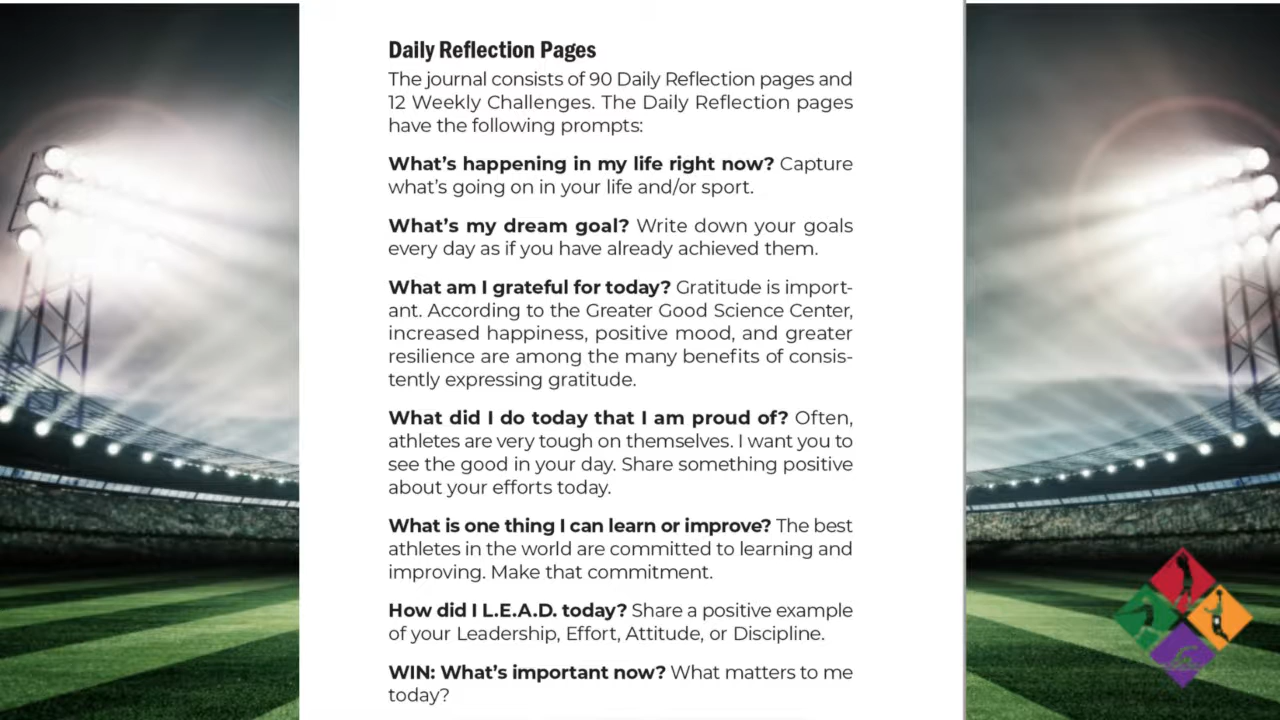 Daily Reflection Pages
The journal consists of 90 Daily Reflection pages and
12 Weekly Challenges. The Daily Reflection pages
have the following prompts:
What's happening in my life right now? Capture
what's going on in your life and/or sport.
What's my dream goal? Write down your goals
every day as if you have already achieved them.
What am I grateful for today? Gratitude is import-
ant. According to the Greater Good Science Center,
increased happiness, positive mood, and greater
resilience are among the many benefits of consis-
tently expressing gratitude.
What did I do today that I am proud of? Often,
athletes are very tough on themselves. I want you to
see the good in your day. Share something positive
about your efforts today.
What is one thing I can learn or improve? The best
athletes in the world are committed to learning and
improving. Make that commitment.
How did I L.E.A.D. today? Share a positive example
of your Leadership, Effort, Attitude, or Discipline.
WIN: What's important now? What matters to me
today?